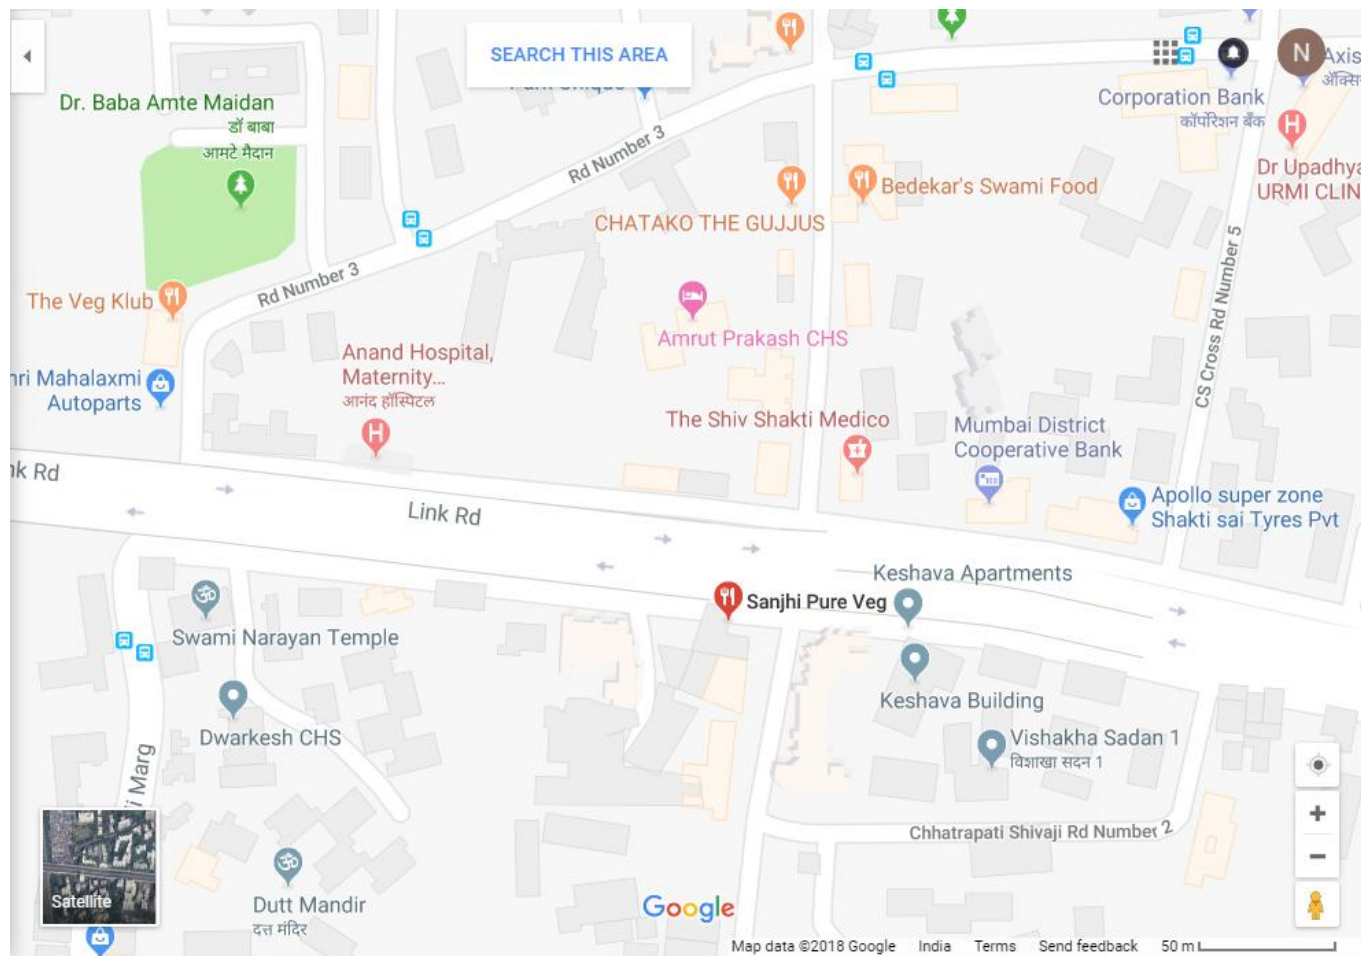 SEARCH THIS AREA
N
Axis
Dr. Baba Amte Maidan
डॉ बाबा
आमटे मैदान
Corporation Bank
कॉर्पोरेशन बँक
H
Dr Upadhya
URMI CLIN
Rd Number 3
Bedekar's Swami Food
CHATAKO THE GUJJUS
CS Cross Rd Number 5
Rd Number 3
The Veg Klub
Amrut Prakash CHS
Anand Hospital,
Maternity...
आनंद हॉस्पिटल
H
Mahalaxmi
Autoparts
The Shiv Shakti Medico
Mumbai District
Cooperative Bank
Rd
Link Rd
Apollo super zone
Shakti sai Tyres Pvt
Keshava Apartments
Sanjhi Pure Veg
Swami Narayan Temple
Keshava Building
Dwarkesh CHS
Vishakha Sadan 1
विशाखा सदन 1
Marg
Chhatrapati Shivaji Rd Number 2
Satellite
Dutt Mandir
दत्त मंदिर
Google
Map data ©2018 Google India Terms Send feedback 50 m